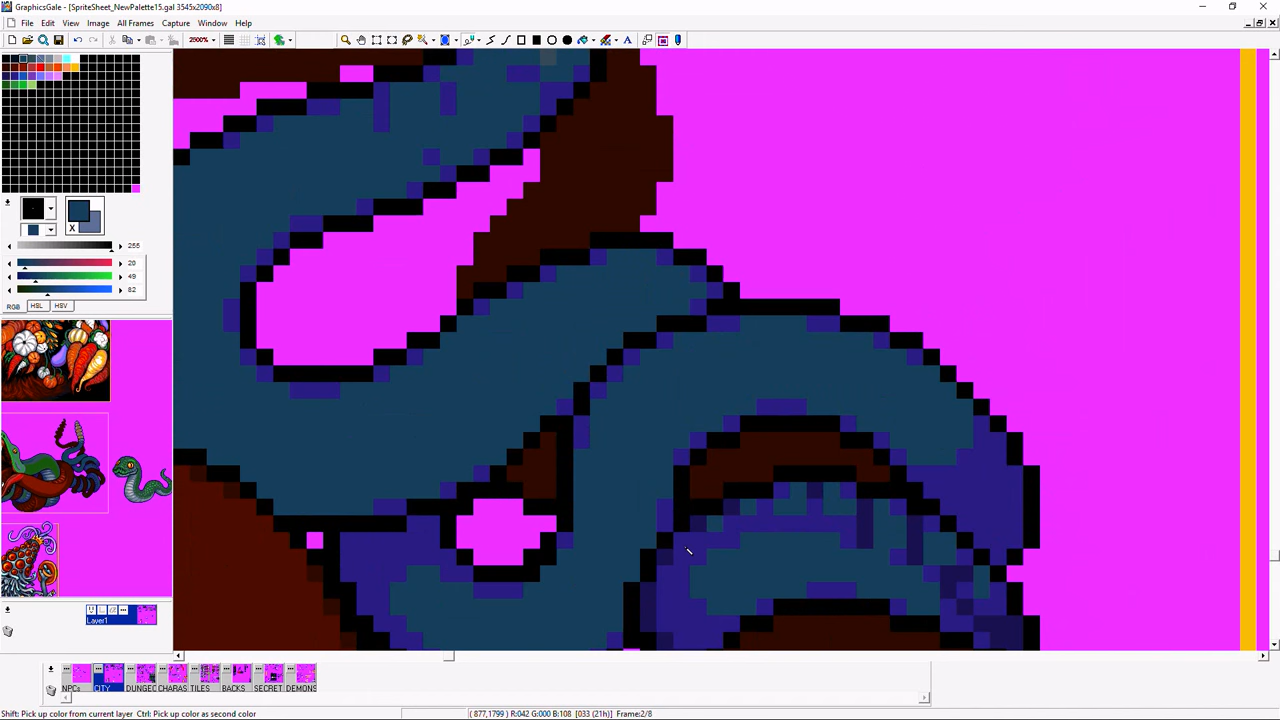 GraphicsGale - [SpriteSheet_NewPalette15.gal 3545x2090x8]
File Edit View Image All Frames Capture Window Help
2500%
A
X
255
20
49
82
RGB HSL HSV
Layer1
NPCs CITY DUNGEO CHARAS TILES BACKS SECRET DEMONS
Shift: Pick up color from current layer Ctrl: Pick up color as second color
( 877,1799 ) R:042 G:000 B:108 [033 (21h)] Frame:2/8